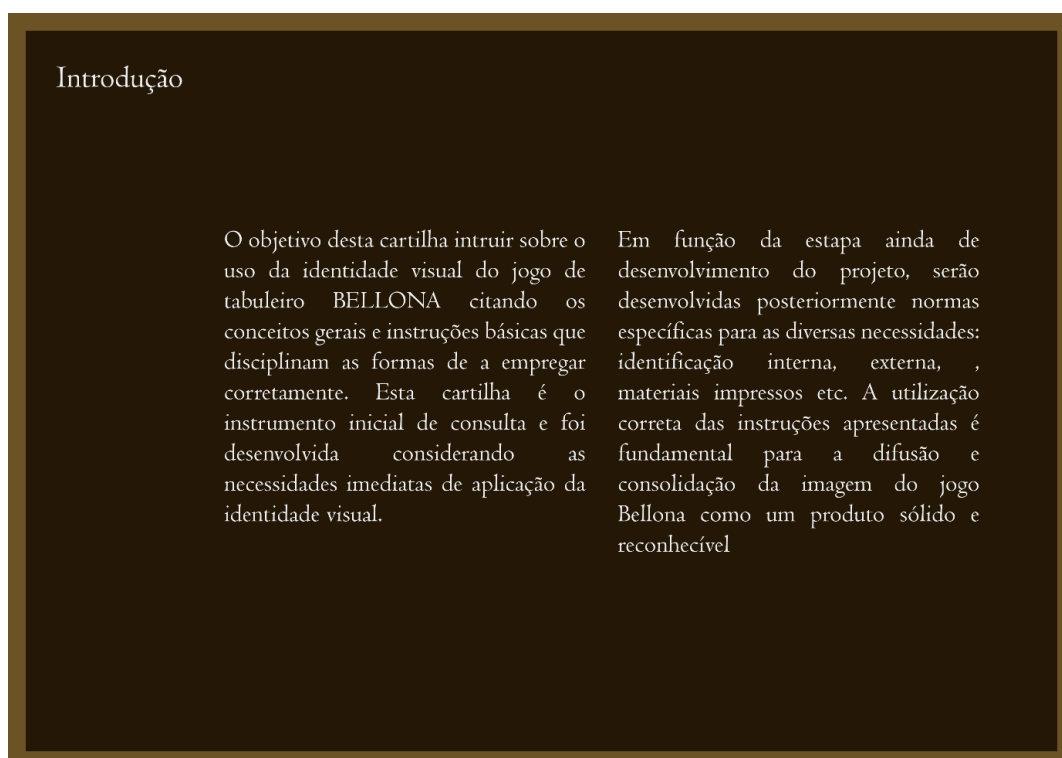 Introdução
O objetivo desta cartilha intruir sobre o
uso da identidade visual do jogo de
tabuleiro BELLONA citando os
conceitos gerais e instruções básicas que
disciplinam as formas de a empregar
corretamente. Esta cartilha é o
instrumento inicial de consulta e foi
desenvolvida considerando as
necessidades imediatas de aplicação da
identidade visual.
Em função da estapa ainda de
desenvolvimento do projeto, serão
desenvolvidas posteriormente normas
específicas para as diversas necessidades:
identificação interna, externa, ,
materiais impressos etc. A utilização
correta das instruções apresentadas é
fundamental para a difusão e
consolidação da imagem do jogo
Bellona como um produto sólido e
reconhecível